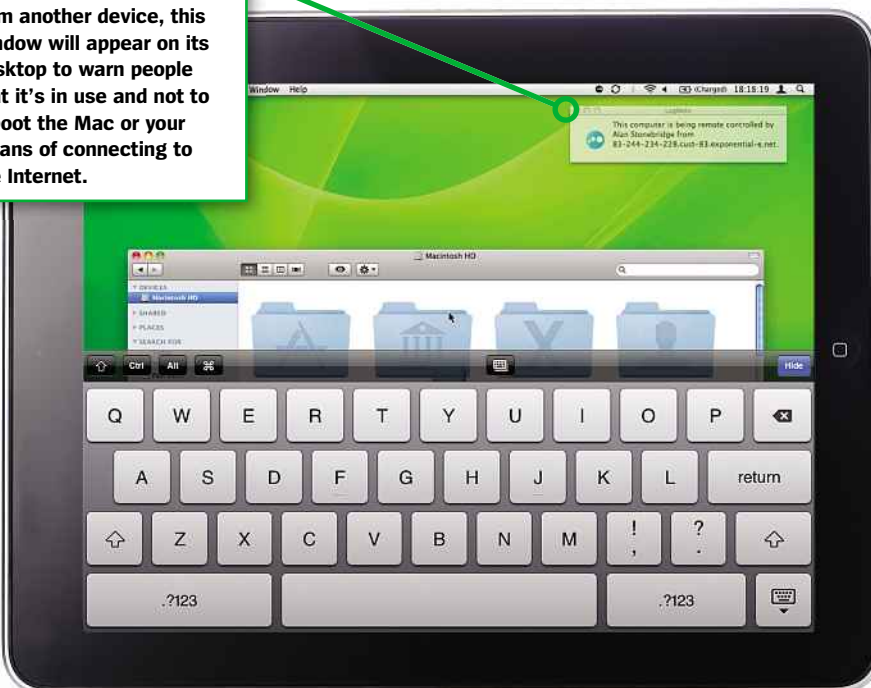 m another device, this
ndow will appear on its
sktop to warn people
t it's in use and not to
oot the Mac or your
ans of connecting to
Internet.
Window Help
(Charged) 18:18:19
LogMeIn
This computer is being remote controlled by
Alan Stonebridge from
83-244-234-229.cust-83.exponential-e.net.
Macintosh HD
DEVICES
Macintosh HD
SHARED
PLACES
SEARCH FOR
Ctrl Alt ⌘ Hide
Q W E R T Y U I O P
A S D F G H J K L return
Z X C V B N M ! , ? .
.?123 .?123